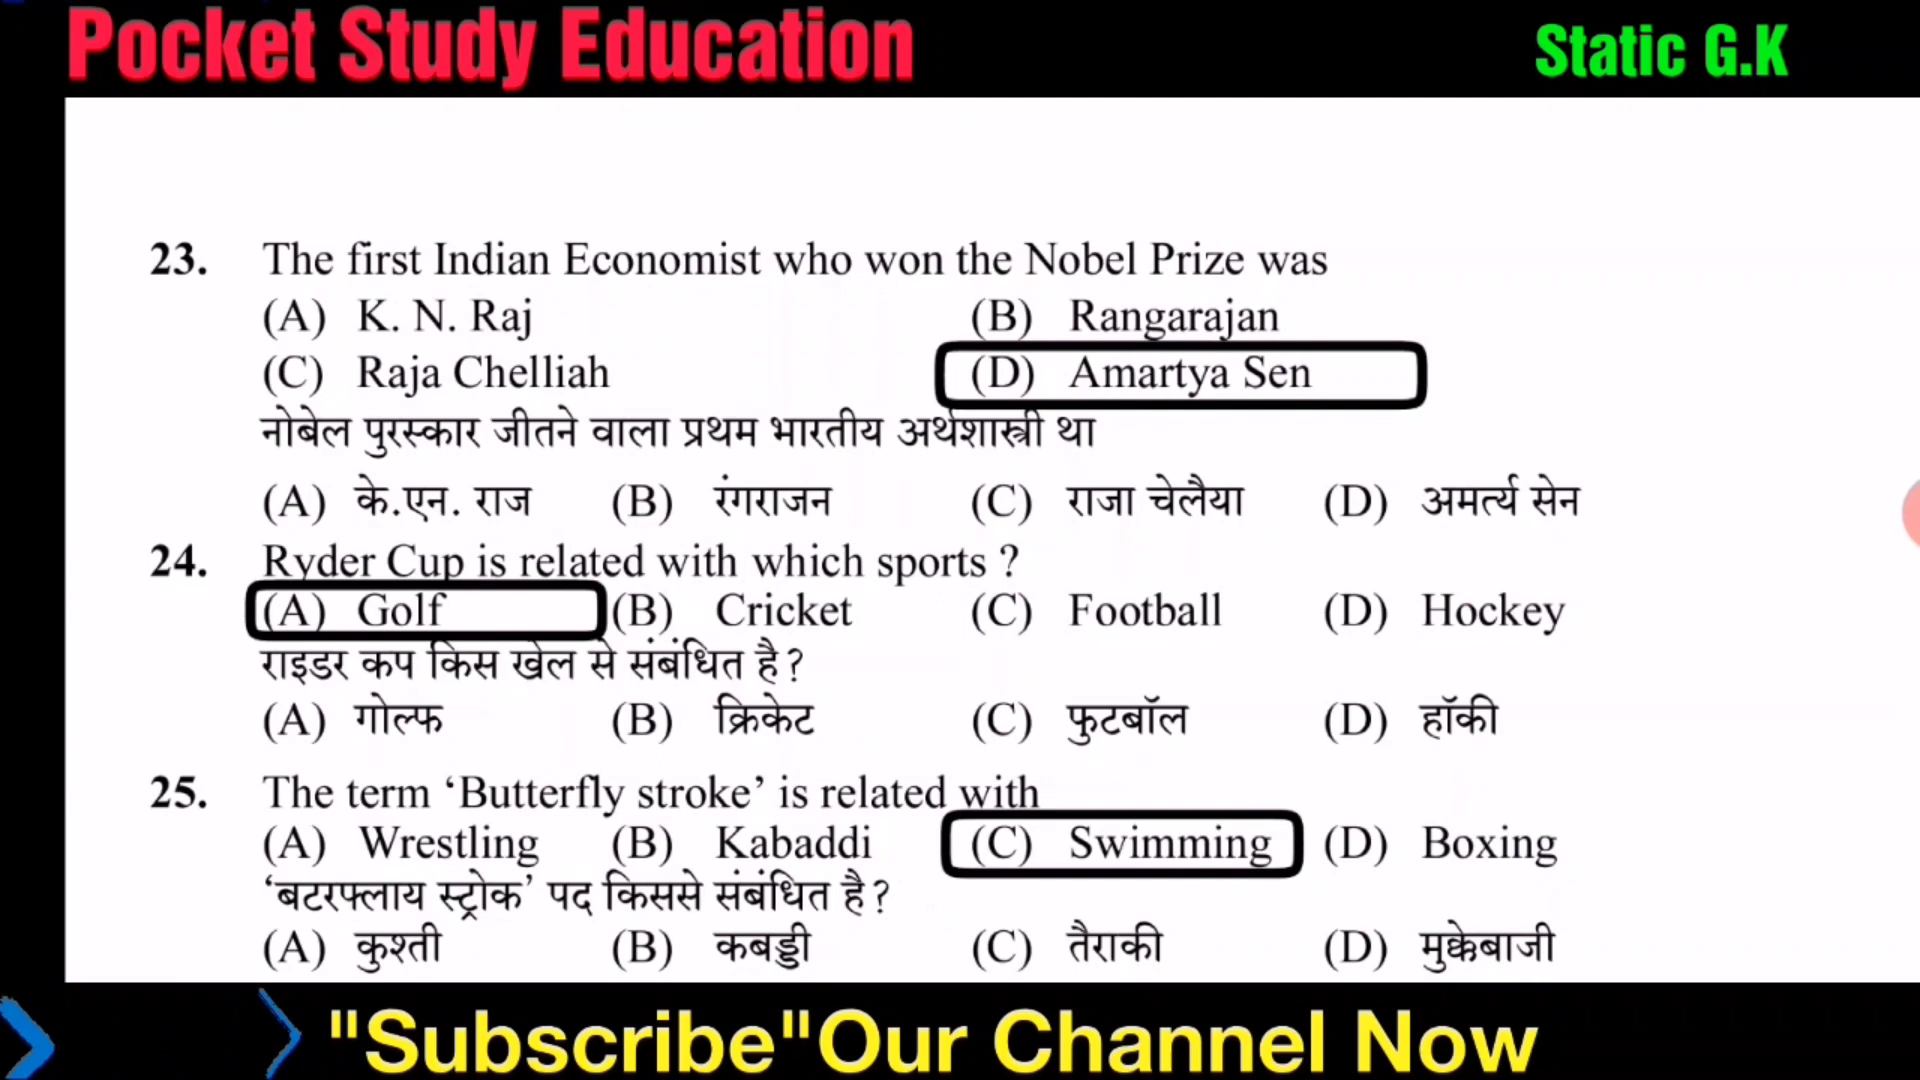 Pocket Study Education
Static G.K
23. The first Indian Economist who won the Nobel Prize was
(A) K. N. Raj (B) Rangarajan
(C) Raja Chelliah (D) Amartya Sen
नोबेल पुरस्कार जीतने वाला प्रथम भारतीय अर्थशास्त्री था
(A) के.एन. राज (B) रंगराजन (C) राजा चेलैया (D) अमर्त्य सेन
24. Ryder Cup is related with which sports ?
(A) Golf (B) Cricket (C) Football (D) Hockey
राइडर कप किस खेल से संबंधित है ?
(A) गोल्फ (B) क्रिकेट (C) फुटबॉल (D) हॉकी
25. The term ‘Butterfly stroke’ is related with
(A) Wrestling (B) Kabaddi (C) Swimming (D) Boxing
‘बटरफ्लाय स्ट्रोक’ पद किससे संबंधित है ?
(A) कुश्ती (B) कबड्डी (C) तैराकी (D) मुक्केबाजी
"Subscribe"Our Channel Now